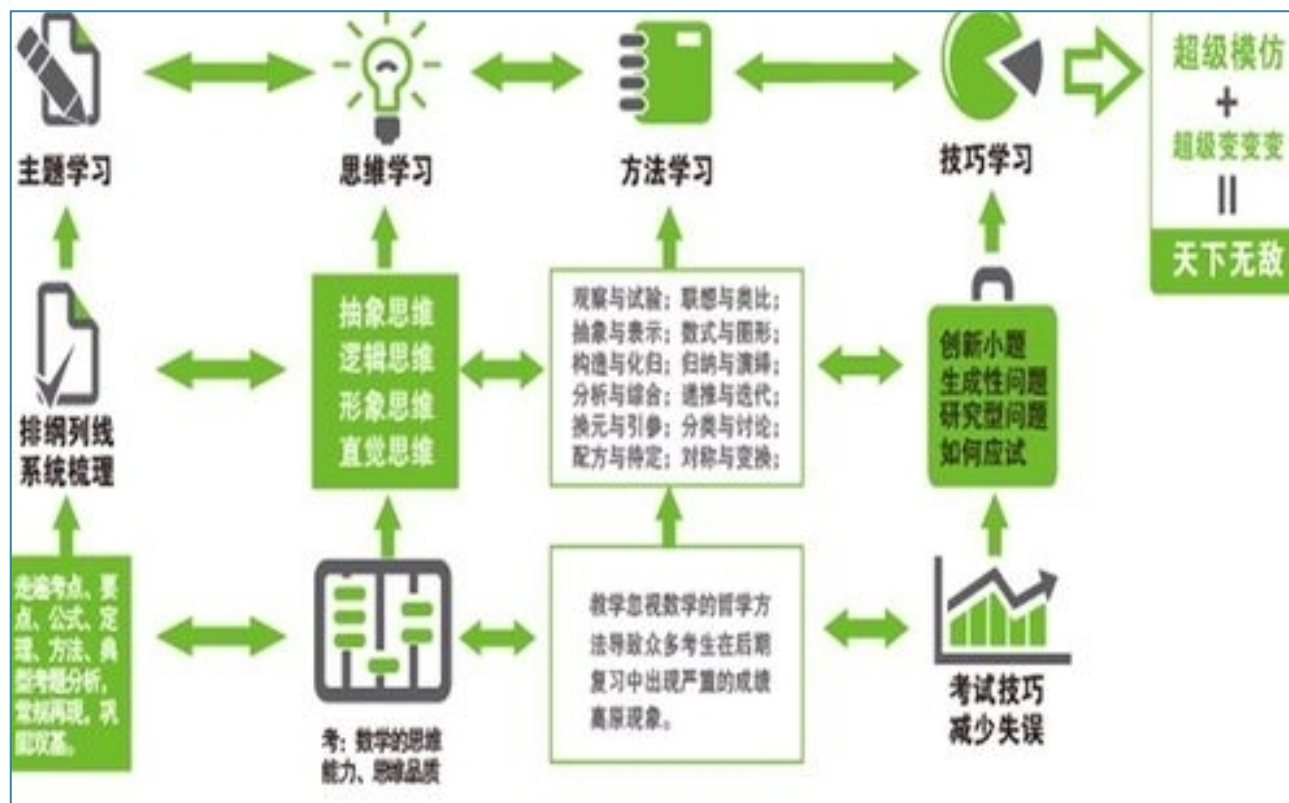 超级模仿
+
超级变变变
=
天下无敌
主题学习
思维学习
方法学习
技巧学习
排纲列线
系统梳理
抽象思维
逻辑思维
形象思维
直觉思维
观察与试验；联想与类比；
抽象与表示；数式与图形；
构造与化归；归纳与演绎；
分析与综合；递推与迭代；
换元与引参；分类与讨论；
配方与待定；对称与变换；
创新小题
生成性问题
研究型问题
如何应试
走遍考点、要
点、公式、定
理、方法、典
型考题分析，
常规再现，巩
固双基。
考：数学的思维
能力、思维品质
教学忽视数学的哲学方
法导致众多考生在后期
复习中出现严重的成绩
高原现象。
考试技巧
减少失误